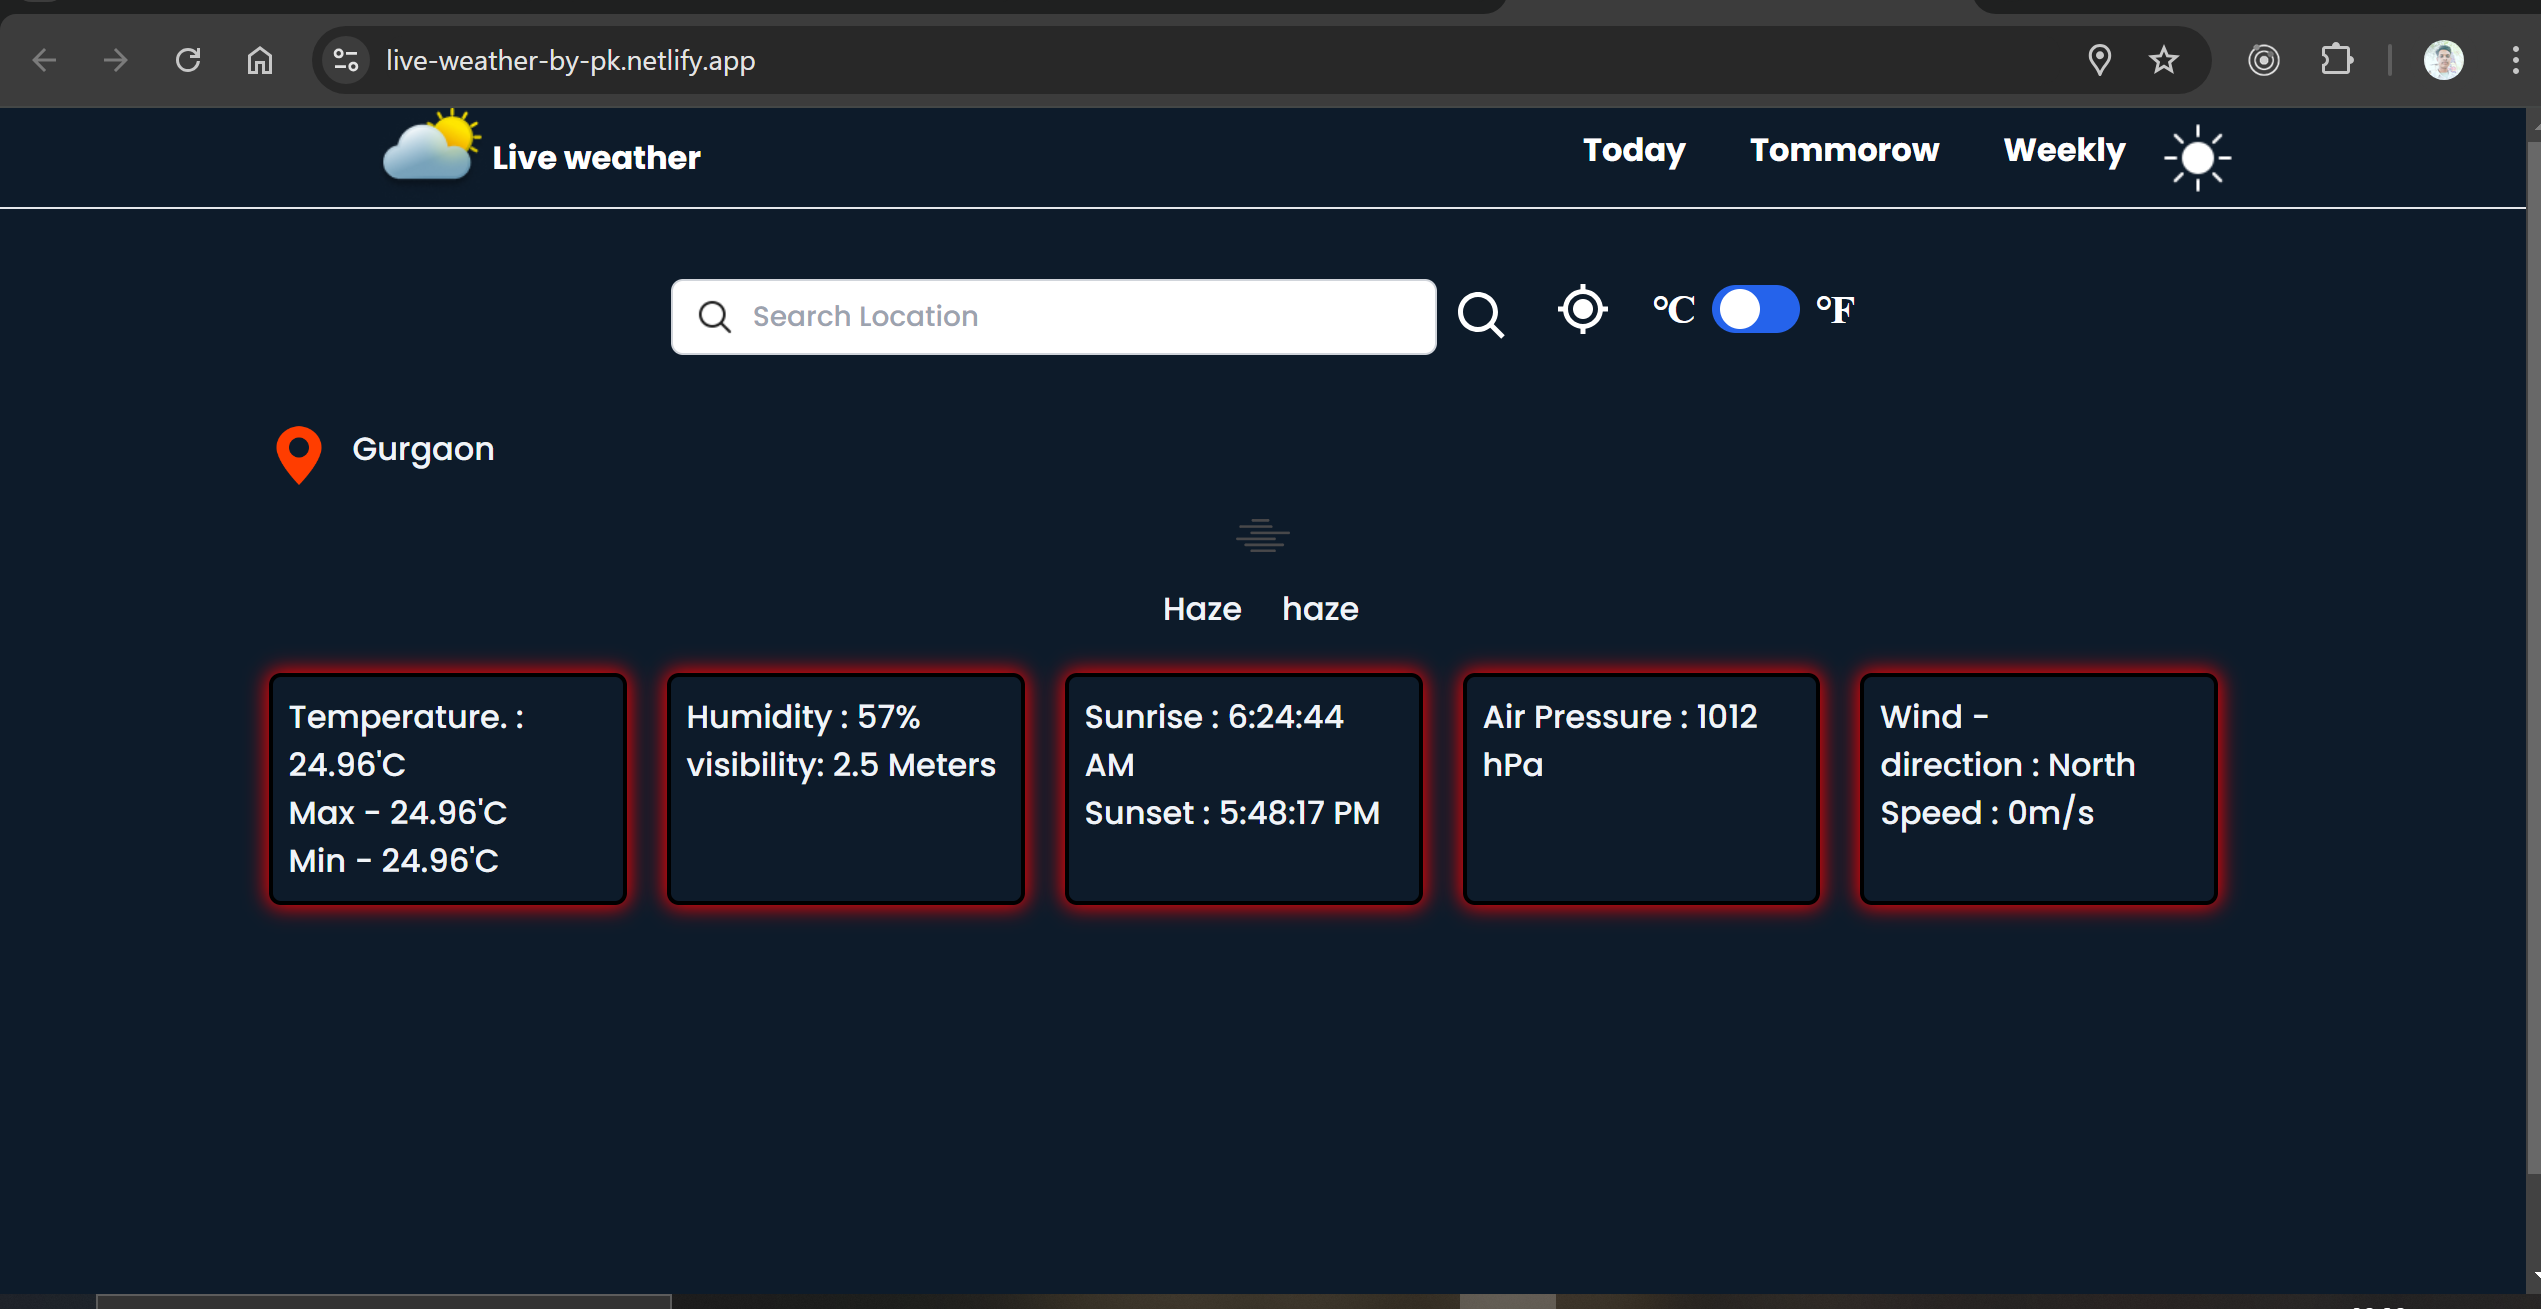 live-weather-by-pk.netlify.app
Live weather
Today
Tommorow
Weekly
Search Location
°C
°F
Gurgaon
Haze haze
Temperature. :
24.96'C
Max - 24.96'C
Min - 24.96'C
Humidity : 57%
visibility: 2.5 Meters
Sunrise : 6:24:44
AM
Sunset : 5:48:17 PM
Air Pressure : 1012
hPa
Wind -
direction : North
Speed : 0m/s